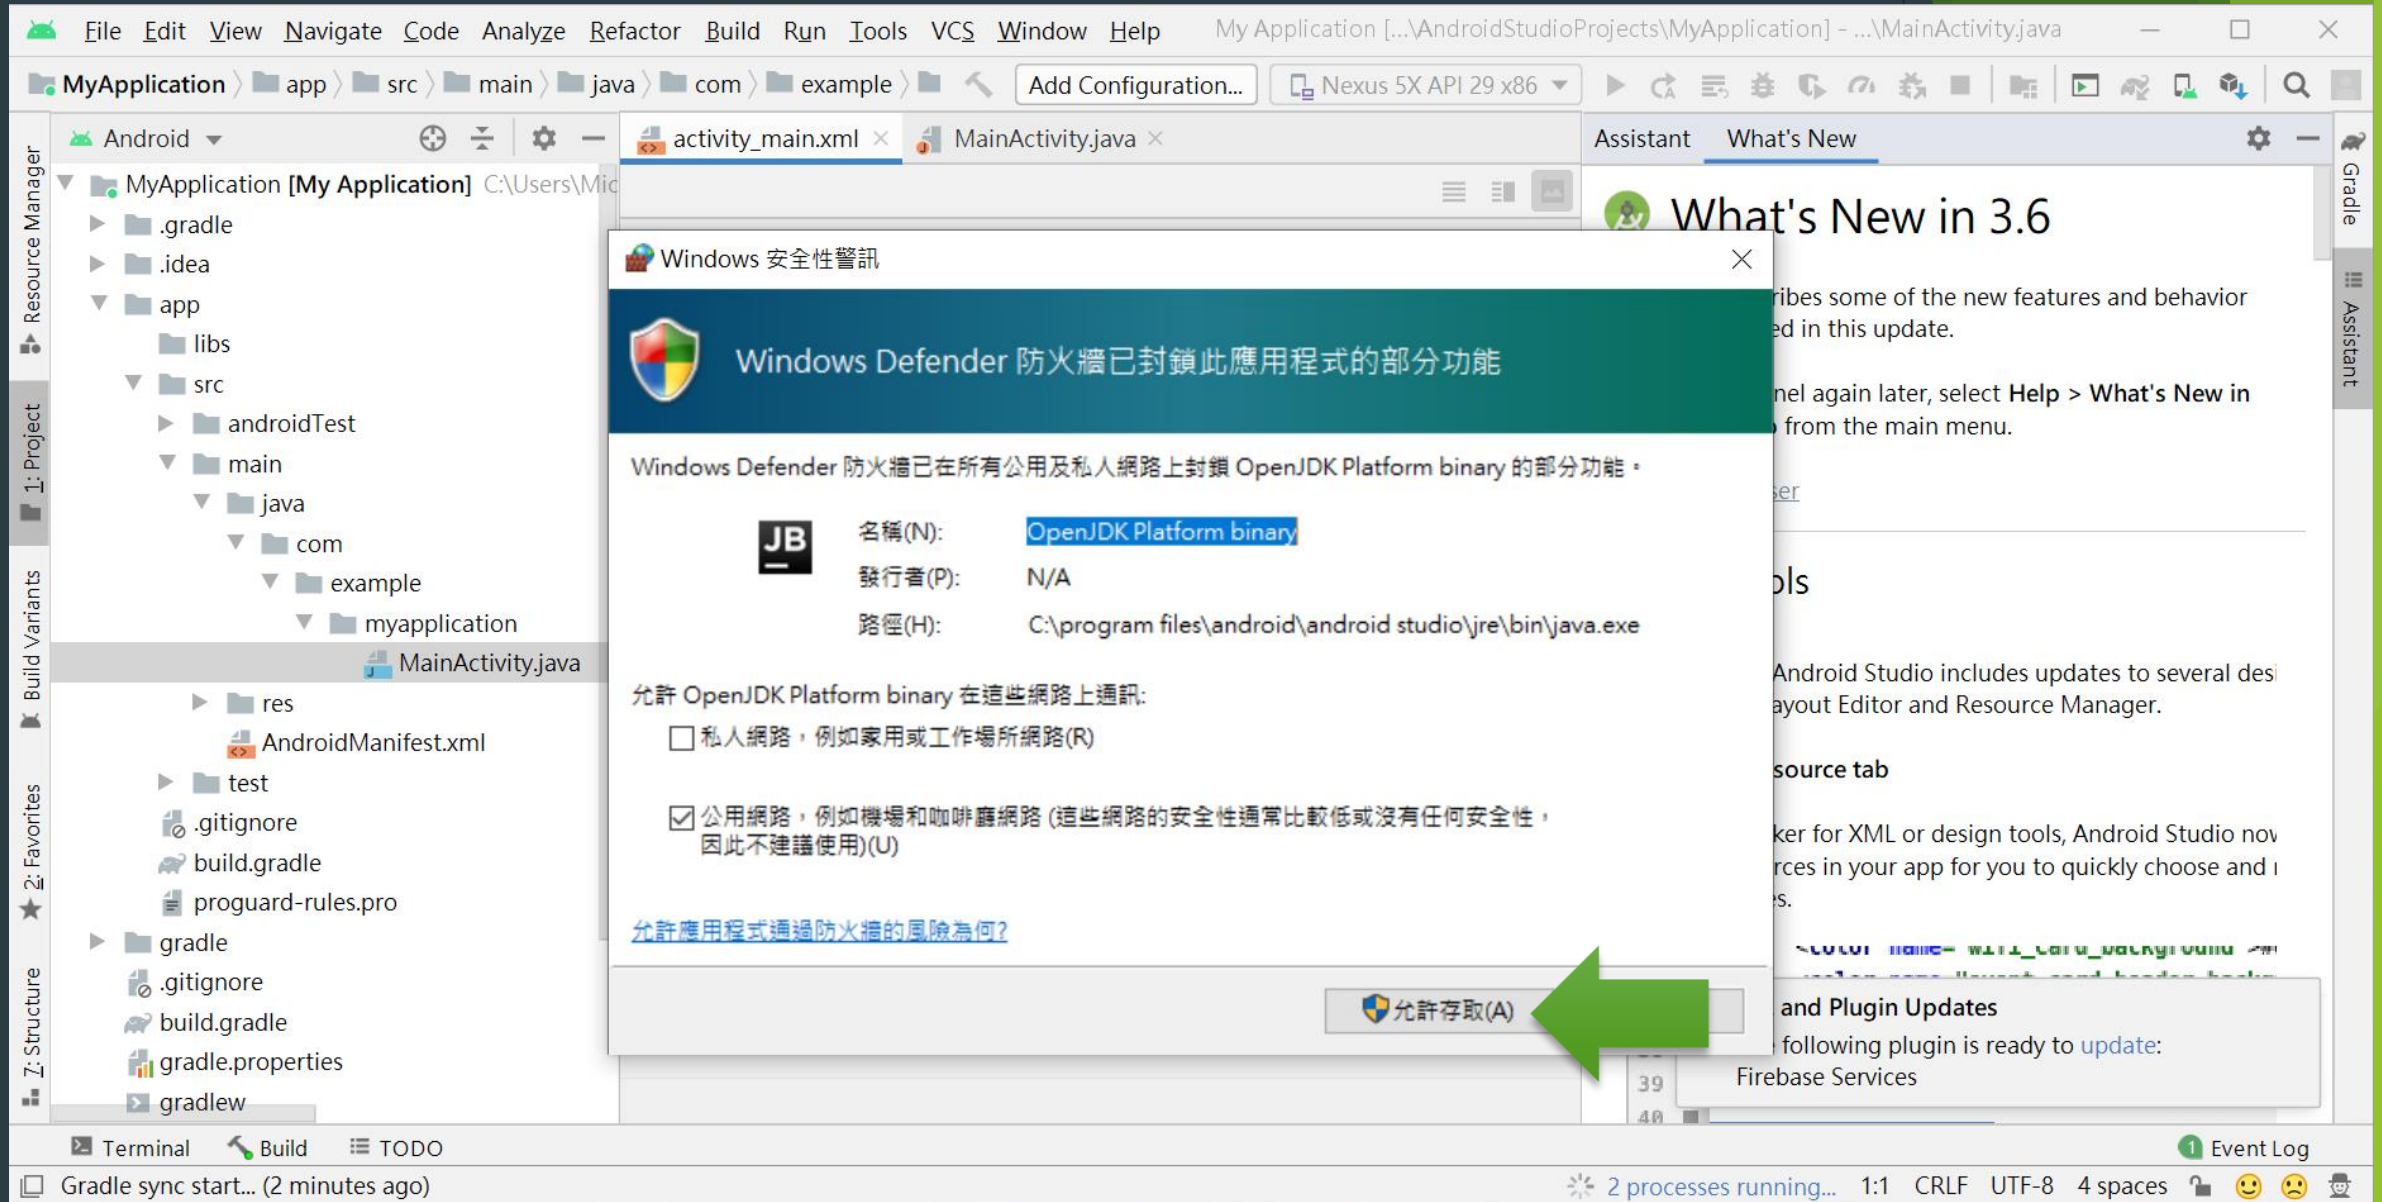 File Edit View Navigate Code Analyze Refactor Build Run Tools VCS Window Help My Application [...\AndroidStudioProjects\MyApplication] - ...\MainActivity.java
MyApplication app src main java com example Add Configuration... Nexus 5X API 29 x86
Android
activity_main.xml MainActivity.java
Assistant What's New
Resource Manager
1: Project
Build Variants
2: Favorites
7: Structure
MyApplication [My Application] C:\Users\Mic
.gradle
.idea
app
libs
src
androidTest
main
java
com
example
myapplication
MainActivity.java
res
AndroidManifest.xml
test
.gitignore
build.gradle
proguard-rules.pro
gradle
.gitignore
build.gradle
gradle.properties
gradlew
Windows 安全性警訊
Windows Defender 防火牆已封鎖此應用程式的部分功能
Windows Defender 防火牆已在所有公用及私人網路上封鎖 OpenJDK Platform binary 的部分功能。
JB
名稱(N): OpenJDK Platform binary
發行者(P): N/A
路徑(H): C:\program files\android\android studio\jre\bin\java.exe
允許 OpenJDK Platform binary 在這些網路上通訊:
私人網路，例如家用或工作場所網路(R)
公用網路，例如機場和咖啡廳網路 (這些網路的安全性通常比較低或沒有任何安全性，
因此不建議使用)(U)
允許應用程式通過防火牆的風險為何?
允許存取(A)
What's New in 3.6
ribes some of the new features and behavior
ed in this update.
nel again later, select Help > What's New in
from the main menu.
ser
ols
Android Studio includes updates to several desi
ayout Editor and Resource Manager.
source tab
ker for XML or design tools, Android Studio now
rces in your app for you to quickly choose and
s.
and Plugin Updates
following plugin is ready to update:
Firebase Services
39
40
Gradle
Assistant
Terminal Build TODO
1 Event Log
Gradle sync start... (2 minutes ago)
2 processes running... 1:1 CRLF UTF-8 4 spaces